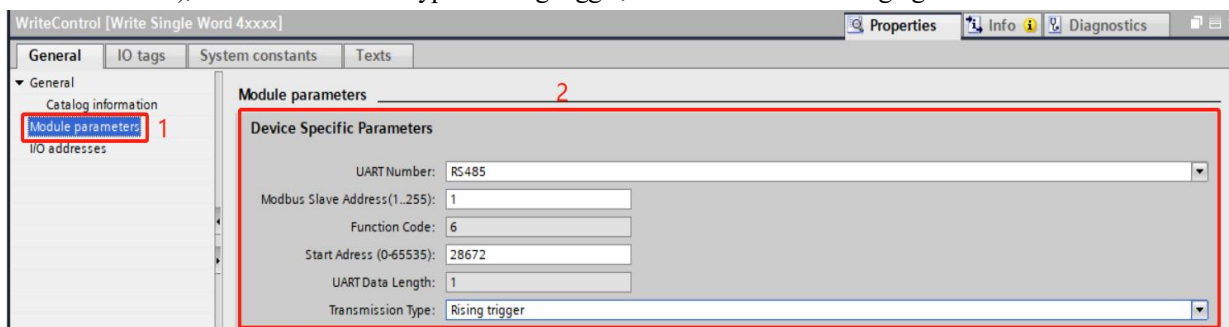 WriteControl [Write Single Word 4xxxx]
Properties
Info
Diagnostics
General
IO tags
System constants
Texts
General
Catalog information
Module parameters 1
I/O addresses
Module parameters 2
Device Specific Parameters
UART Number: RS485
Modbus Slave Address(1..255): 1
Function Code: 6
Start Adress (0-65535): 28672
UART Data Length: 1
Transmission Type: Rising trigger